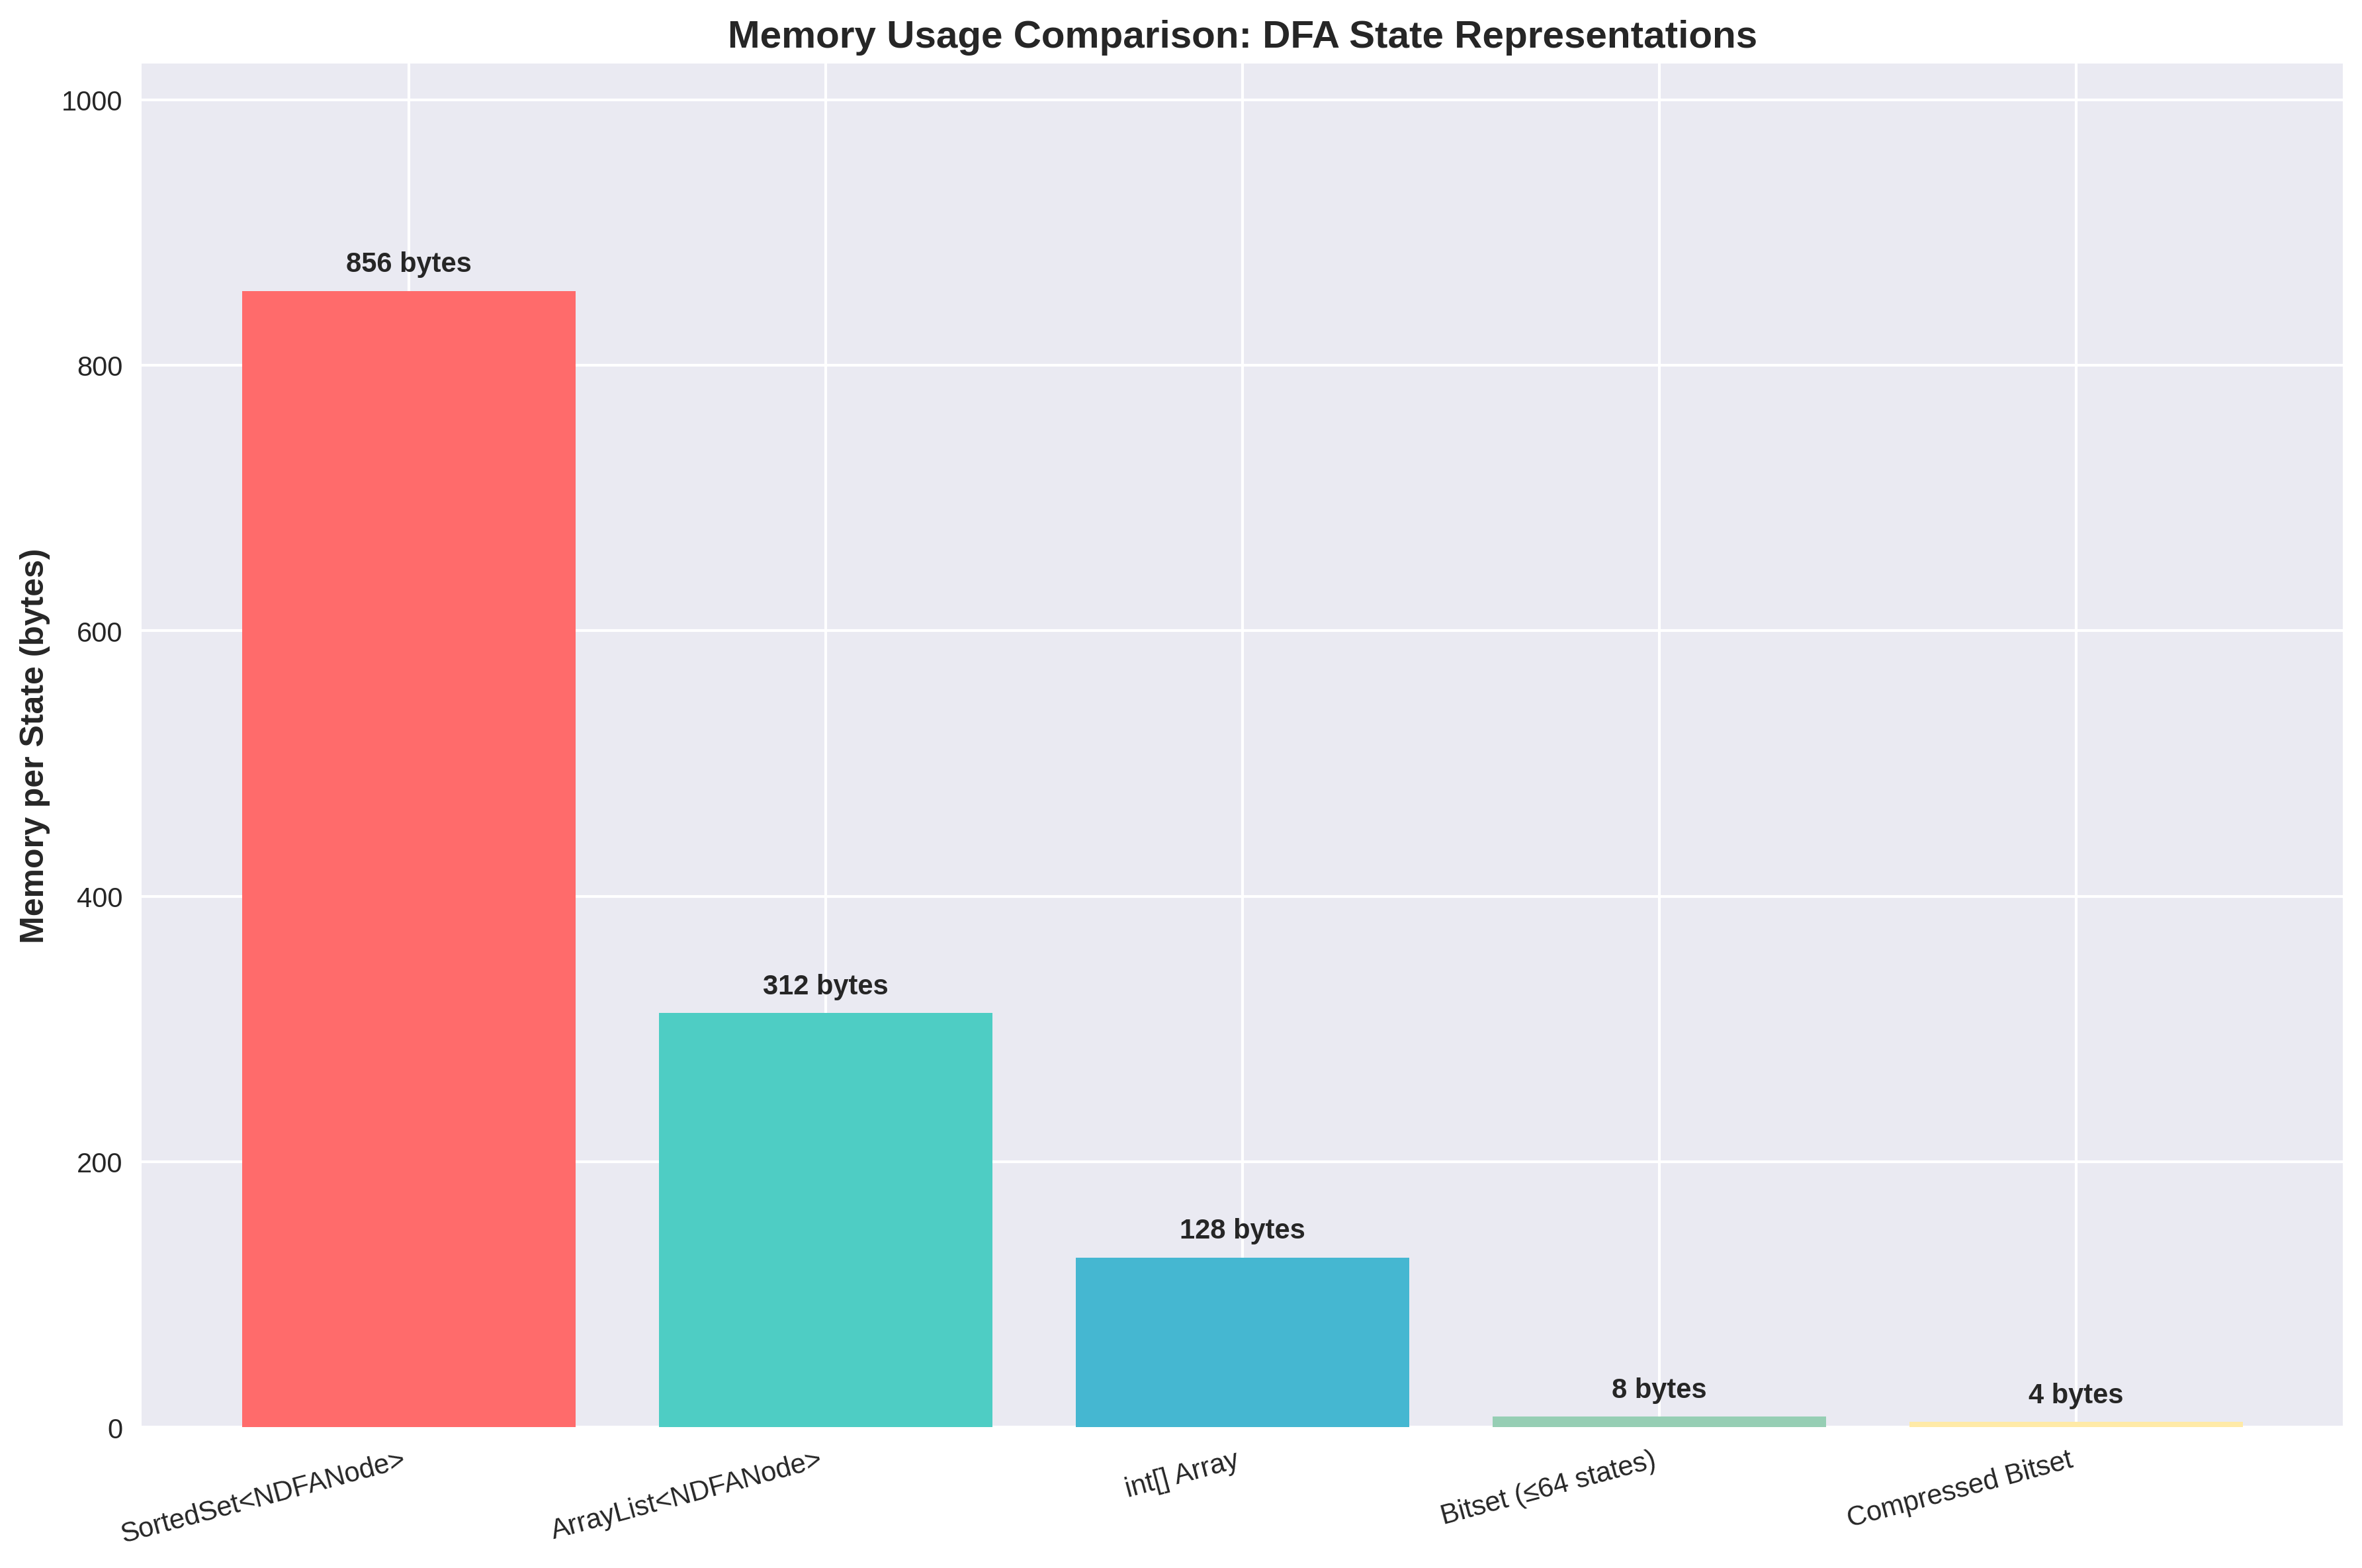 Memory Usage Comparison: DFA State Representations
Memory per State (bytes)
1000
800
600
400
200
0
856 bytes
312 bytes
128 bytes
8 bytes
4 bytes
SortedSet<NDFANode>
ArrayList<NDFANode>
int[] Array
Bitset (≤64 states)
Compressed Bitset